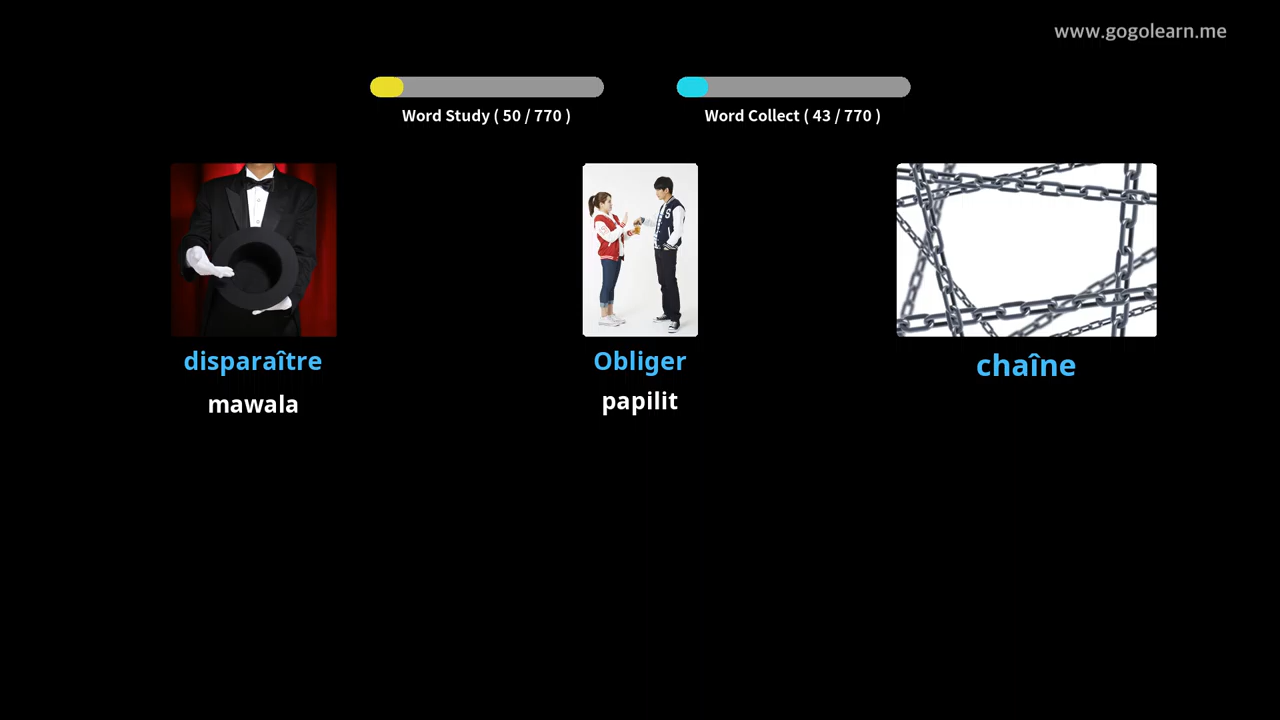 www.gogolearn.me
Word Study ( 50 / 770 )
Word Collect ( 43 / 770 )
disparaître
mawala
Obliger
papilit
chaîne